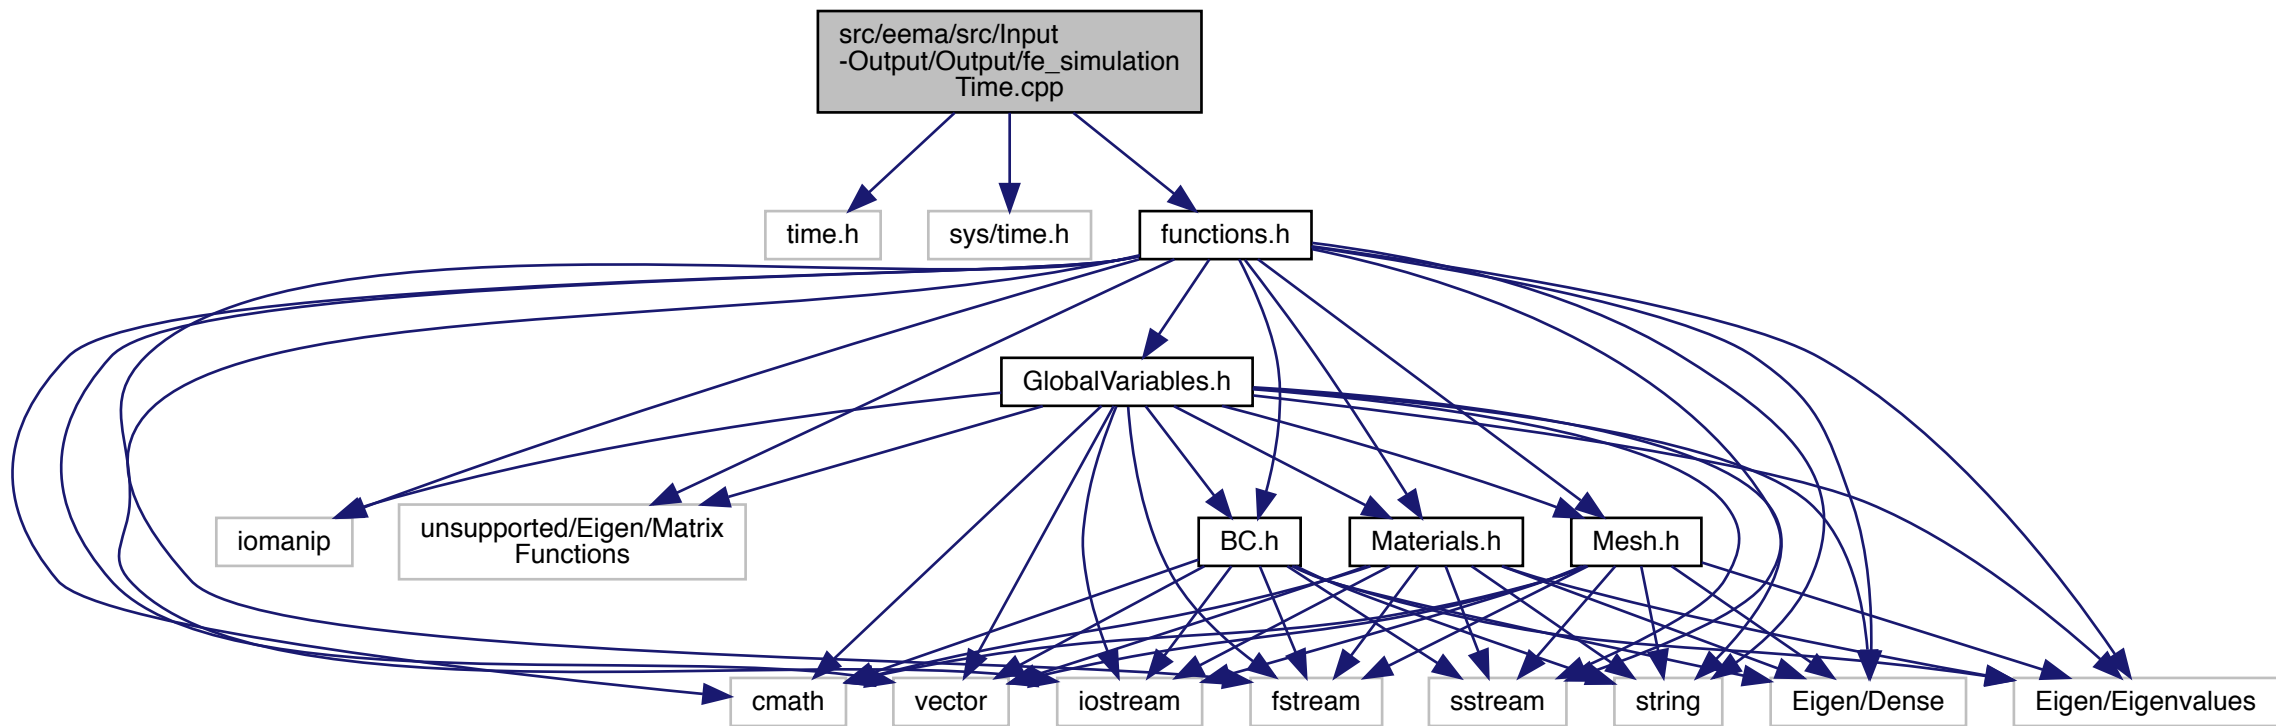 src/eema/src/Input
-Output/Output/fe_simulation
Time.cpp
time.h
sys/time.h
functions.h
GlobalVariables.h
iomanip
unsupported/Eigen/Matrix
Functions
BC.h
Materials.h
Mesh.h
cmath
vector
iostream
fstream
sstream
string
Eigen/Dense
Eigen/Eigenvalues